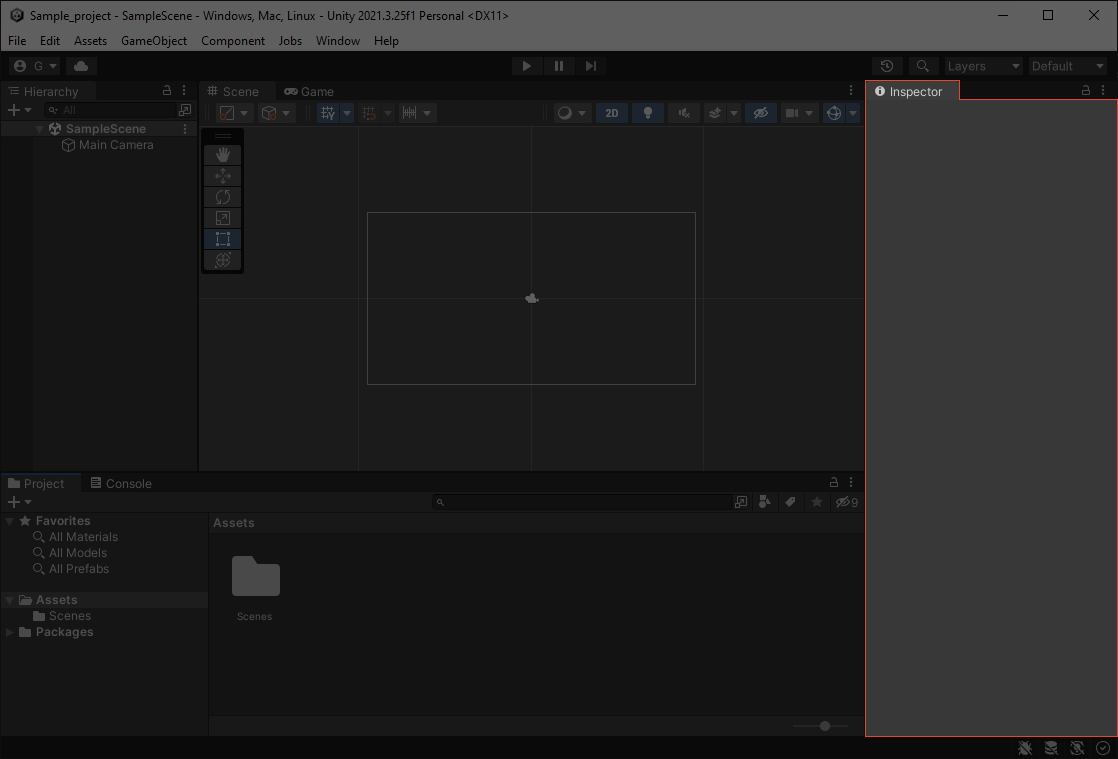 Sample_project - SampleScene - Windows, Mac, Linux - Unity 2021.3.25f1 Personal <DX11>
File Edit Assets GameObject Component Jobs Window Help
G Layers Default
Hierarchy
All
SampleScene
Main Camera
Scene Game
2D
Inspector
Project Console
9
Favorites
All Materials
All Models
All Prefabs
Assets
Scenes
Packages
Assets
Scenes